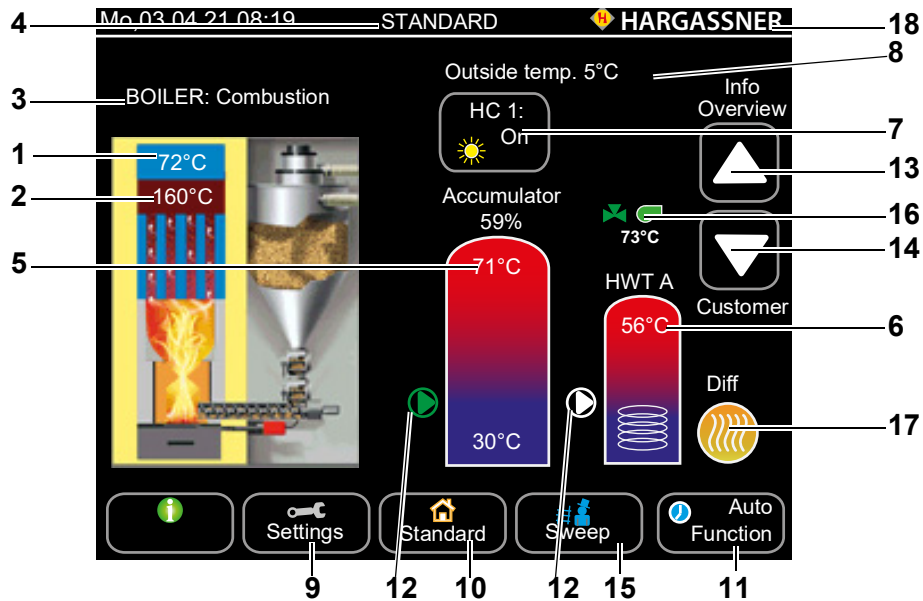 Mo,03.04.21 08:19
STANDARD
H HARGASSNER
4
18
8
Outside temp. 5°C
Info
Overview
3
BOILER: Combustion
HC 1:
On
7
1
72°C
13
2
160°C
Accumulator
59%
16
73°C
14
5
71°C
HWT A
Customer
56°C
6
Diff
17
30°C
i
Settings
Standard
Sweep
Auto
Function
9
12
10
12
15
11